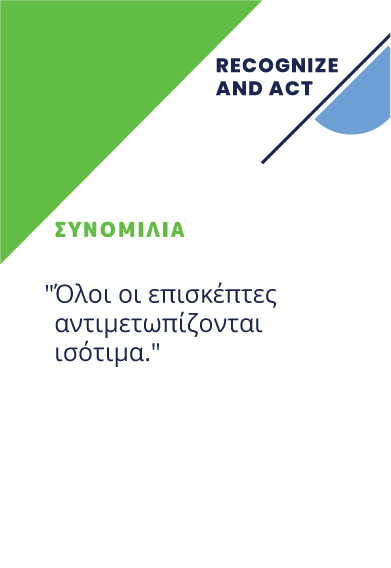 RECOGNIZE
AND ACT
ΣΥΝΟΜΙΛΙΑ
"Όλοι οι επισκέπτες
αντιμετωπίζονται
ισότιμα."